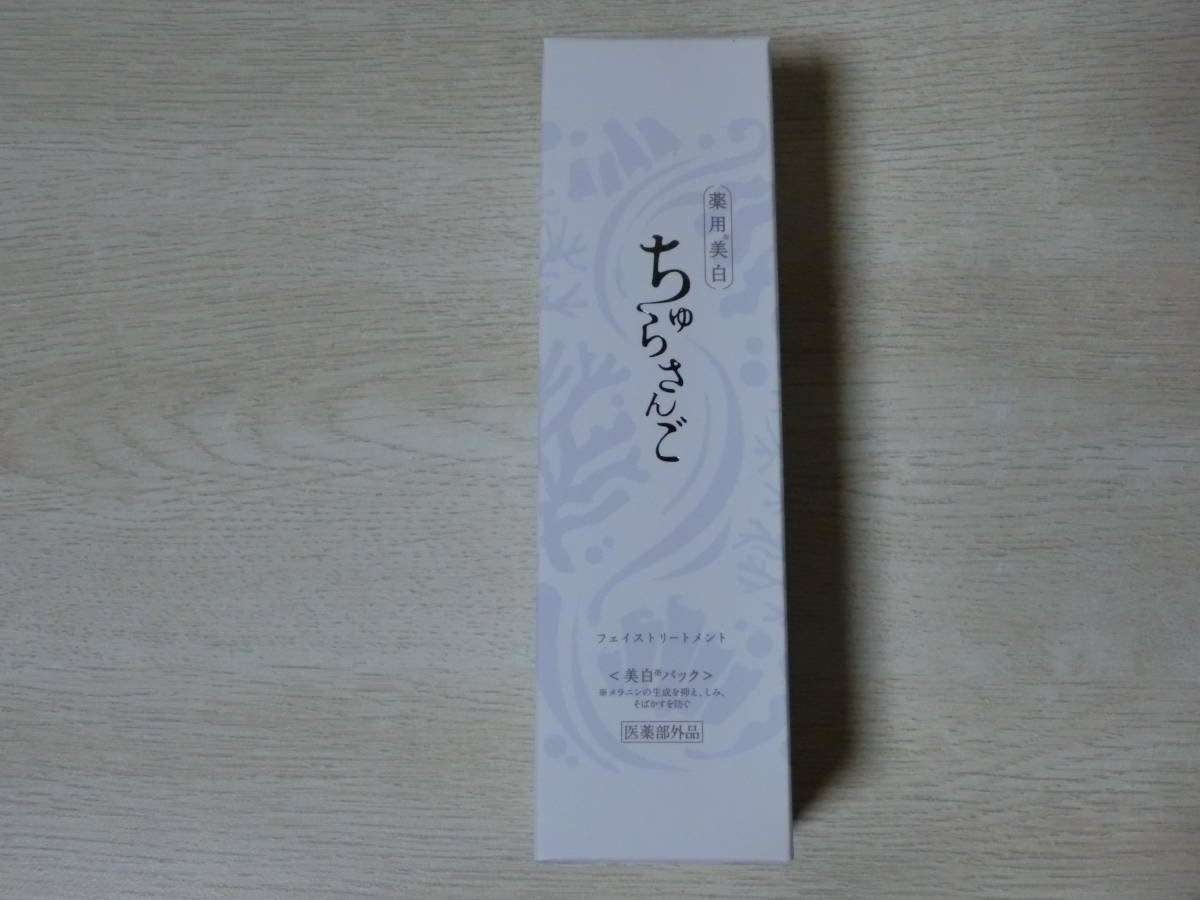 薬用※美白
ちゅらさんご
フェイストリートメント
<美白※パック>
※メラニンの生成を抑え、しみ、
そばかすを防ぐ
医薬部外品